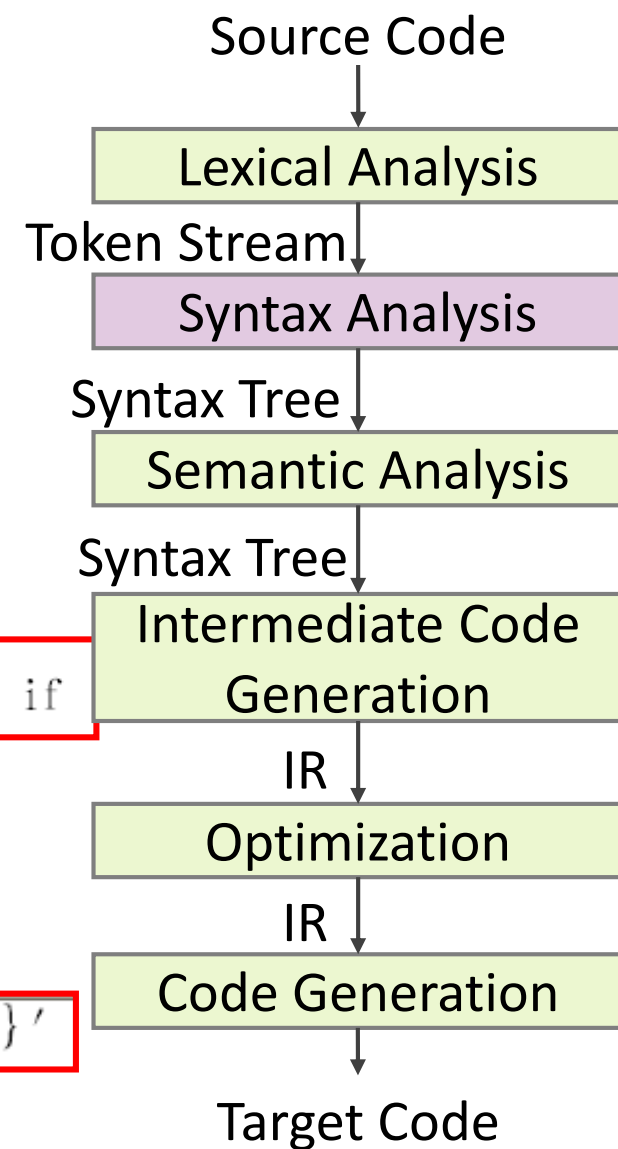 Source Code
Lexical Analysis
Token Stream
Syntax Analysis
Syntax Tree
Semantic Analysis
Syntax Tree
Intermediate Code
Generation
if
IR
Optimization
IR
Code Generation
}'
Target Code